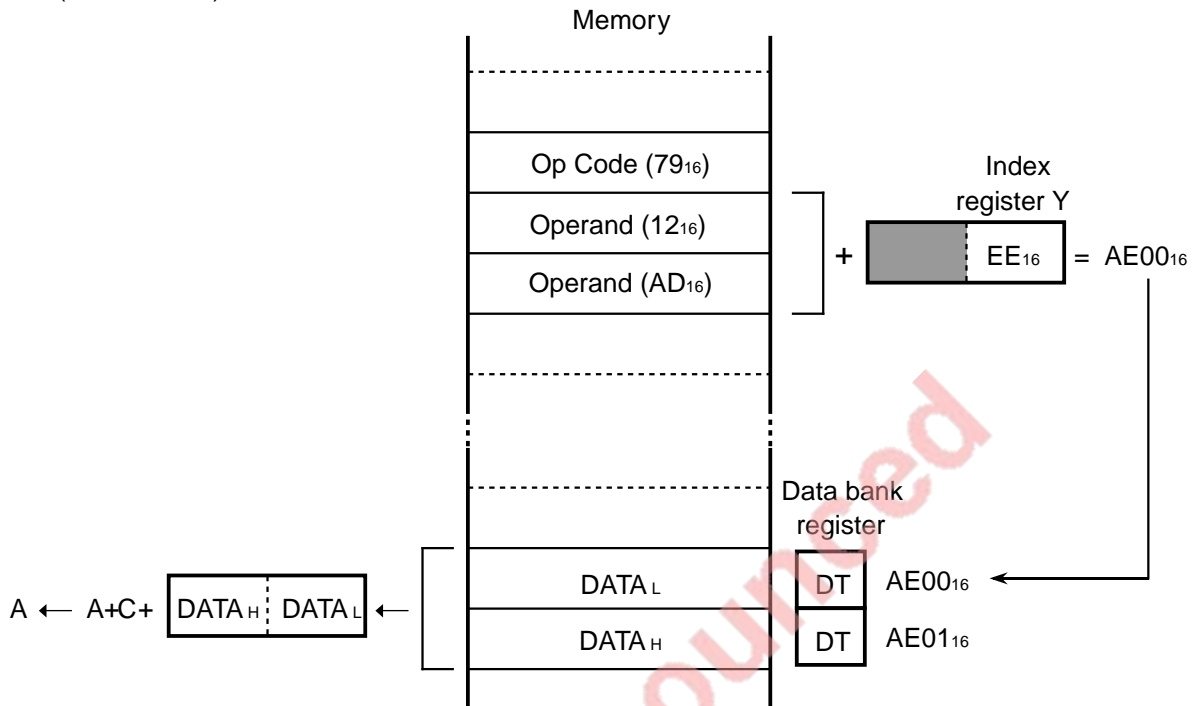 Memory
Op Code (79₁₆)
Index
register Y
Operand (12₁₆)
+ EE₁₆ = AE00₁₆
Operand (AD₁₆)
Data bank
register
A ← A+C+ DATA H DATA L ←
DATA L DT AE00₁₆
DATA H DT AE01₁₆
ounced